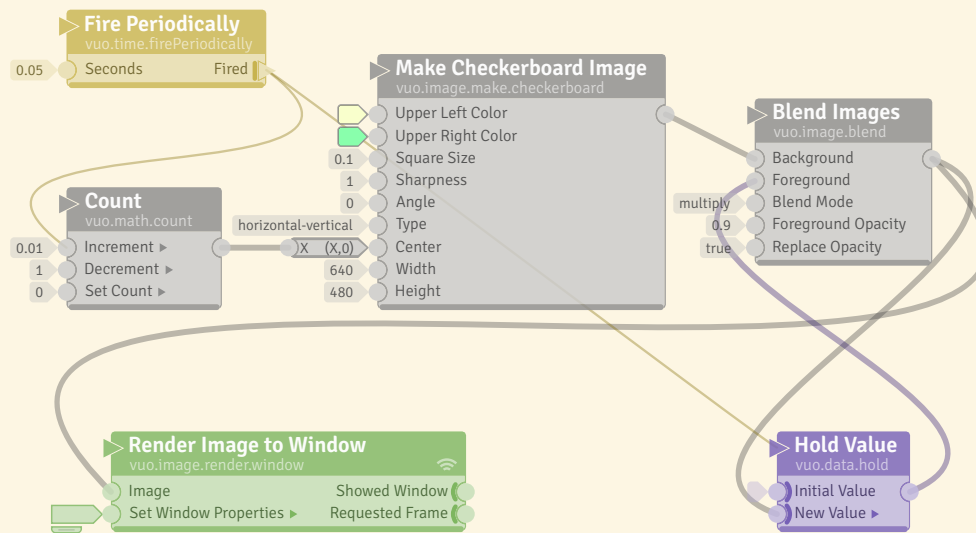 Fire Periodically
vuo.time.firePeriodically
0.05 Seconds Fired
Make Checkerboard Image
vuo.image.make.checkerboard
Upper Left Color
Upper Right Color
0.1 Square Size
1 Sharpness
0 Angle
horizontal-vertical Type
X (X,0) Center
640 Width
480 Height
Blend Images
vuo.image.blend
Background
Foreground
multiply Blend Mode
0.9 Foreground Opacity
true Replace Opacity
Count
vuo.math.count
0.01 Increment ▸
1 Decrement ▸
0 Set Count ▸
Render Image to Window
vuo.image.render.window
Image Showed Window
Set Window Properties ▸ Requested Frame
Hold Value
vuo.data.hold
Initial Value
New Value ▸